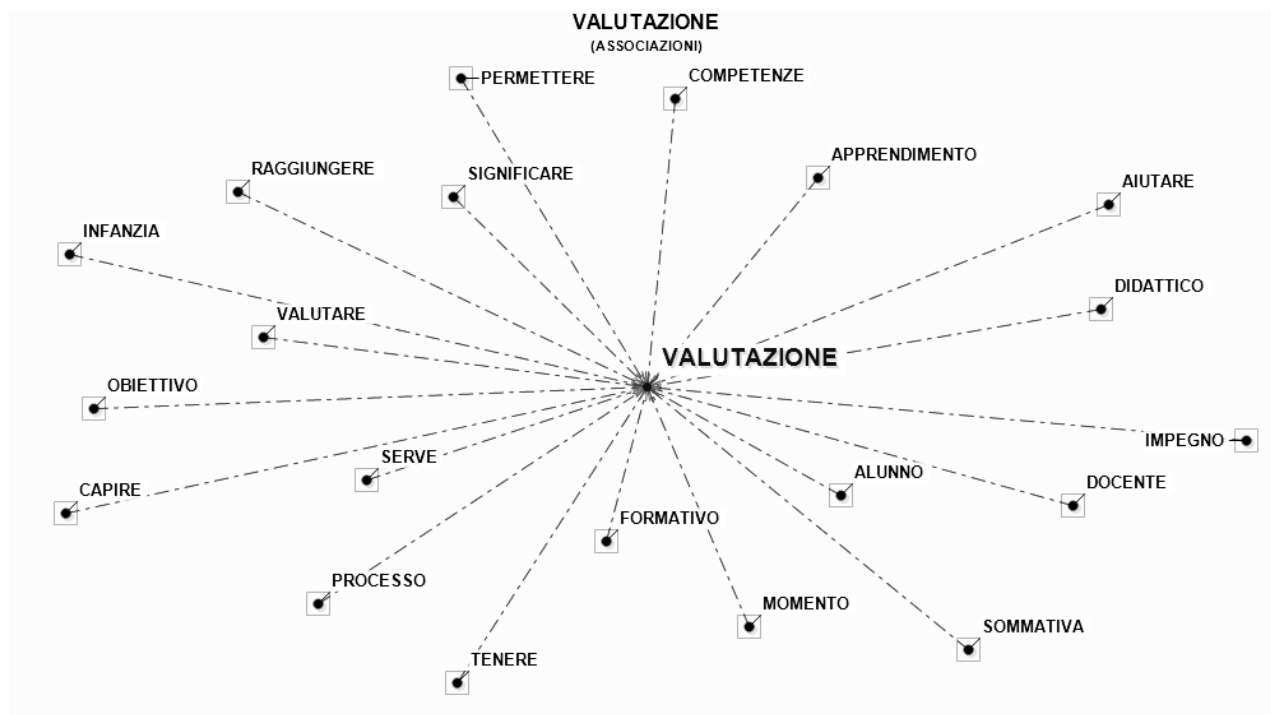 VALUTAZIONE
(ASSOCIAZIONI)
PERMETTERE
COMPETENZE
APPRENDIMENTO
RAGGIUNGERE
SIGNIFICARE
AIUTARE
INFANZIA
DIDATTICO
VALUTARE
VALUTAZIONE
OBIETTIVO
IMPEGNO
SERVE
ALUNNO
DOCENTE
CAPIRE
FORMATIVO
PROCESSO
MOMENTO
SOMMATIVA
TENERE